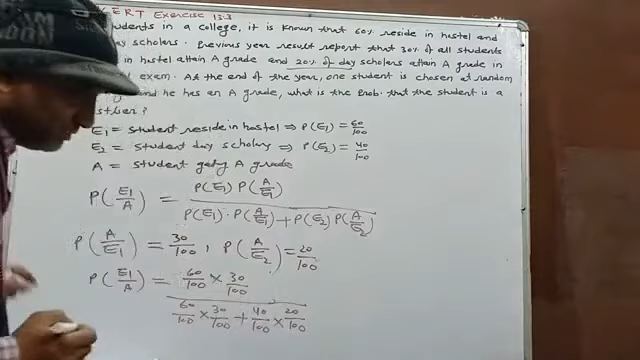 ERT Exercise 13.3
udents in a college, it is known that 60% reside in hostel and
day scholars. Previous year result report that 30% of all students
in hostel attain A grade and 20% of day scholars attain A grade in
exam. As the end of the year, one student is chosen at random
and he has an A grade, what is the prob. that the student is a
E1 = student reside in hostel ⇒ P(E1) = 60/100
E2 = student day scholars ⇒ P(E2) = 40/100
A = student getg A grade
P(E1/A) = P(E1) P(A/E1) / P(E1) · P(A/E1) + P(E2) P(A/E2)
P(A/E1) = 30/100 , P(A/E2) = 20/100
P(E1/A) = 60/100 × 30/100 / 60/100 × 30/100 + 40/100 × 20/100